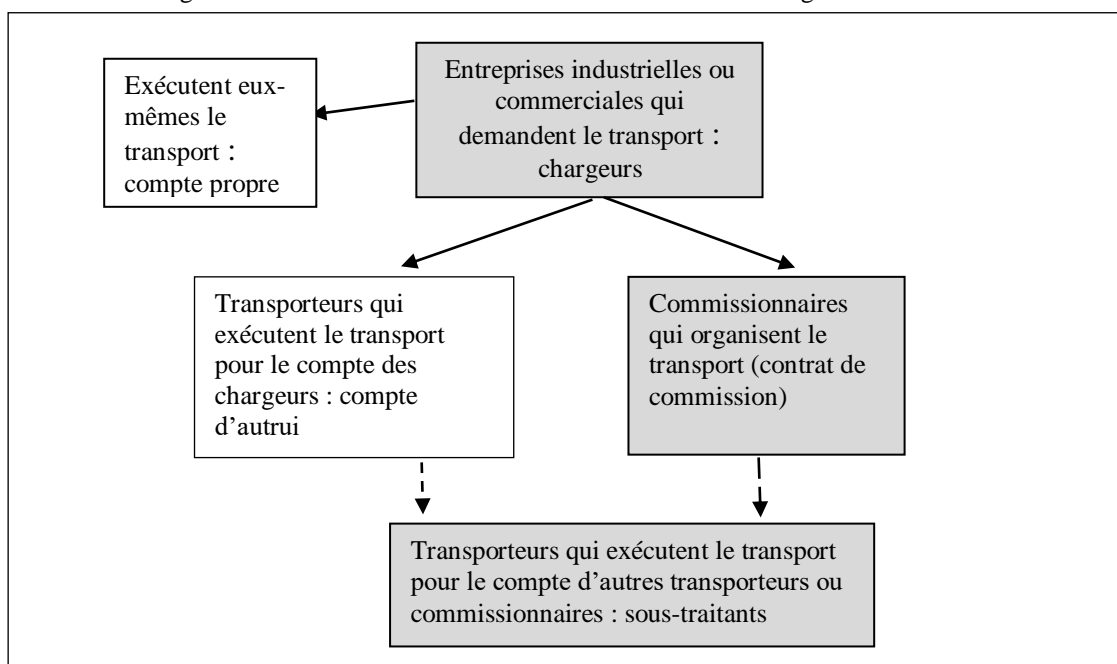 Entreprises industrielles ou
commerciales qui
demandent le transport :
chargeurs
Exécutent eux-
mêmes le
transport :
compte propre
Transporteurs qui
exécutent le transport
pour le compte des
chargeurs : compte
d’autrui
Commissionnaires
qui organisent le
transport (contrat de
commission)
Transporteurs qui exécutent le transport
pour le compte d’autres transporteurs ou
commissionnaires : sous-traitants